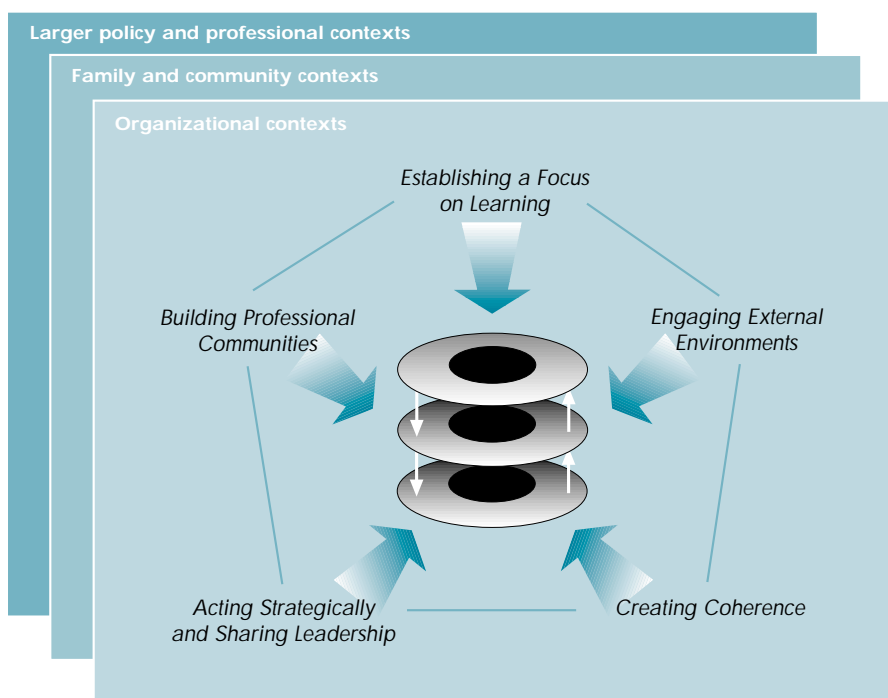 Larger policy and professional contexts
Family and community contexts
Organizational contexts
Establishing a Focus
on Learning
Building Professional
Communities
Engaging External
Environments
Acting Strategically
and Sharing Leadership
Creating Coherence